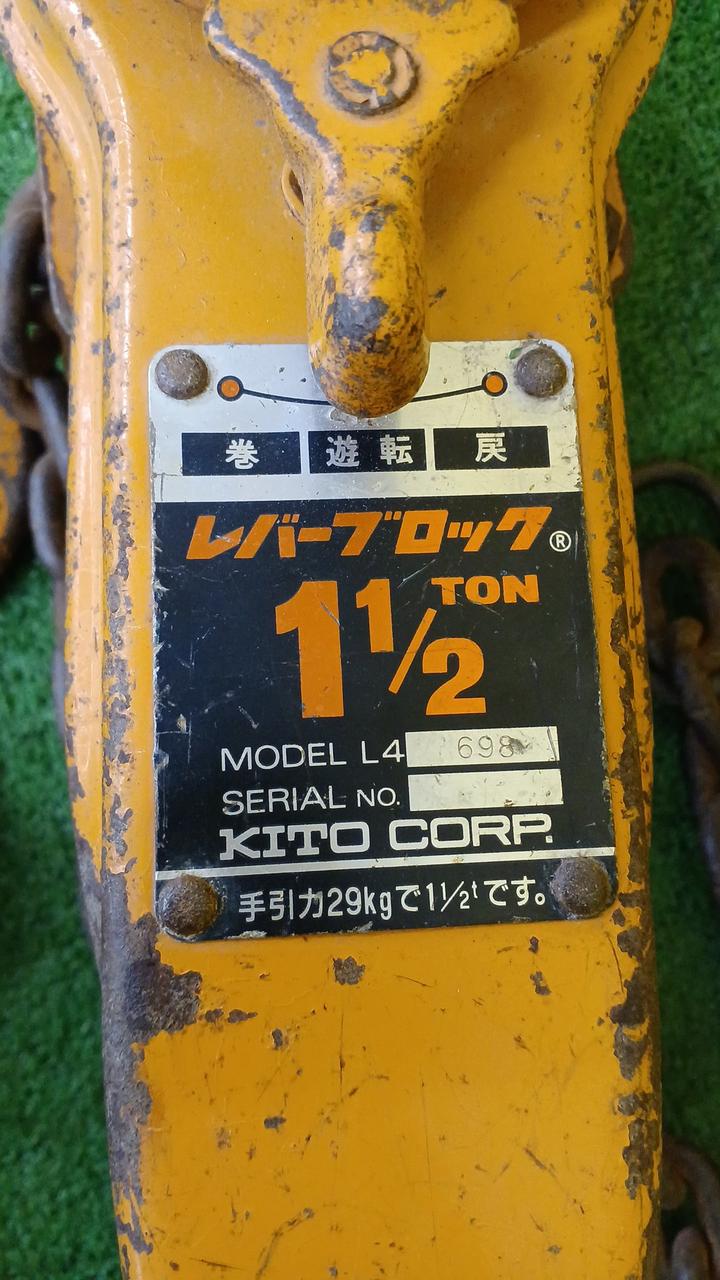 巻 遊転 戻
レバーブロック®
1 1/2 TON
MODEL L4 698
SERIAL NO.
KITO CORP.
手引力29kgで1 1/2ᵗです。